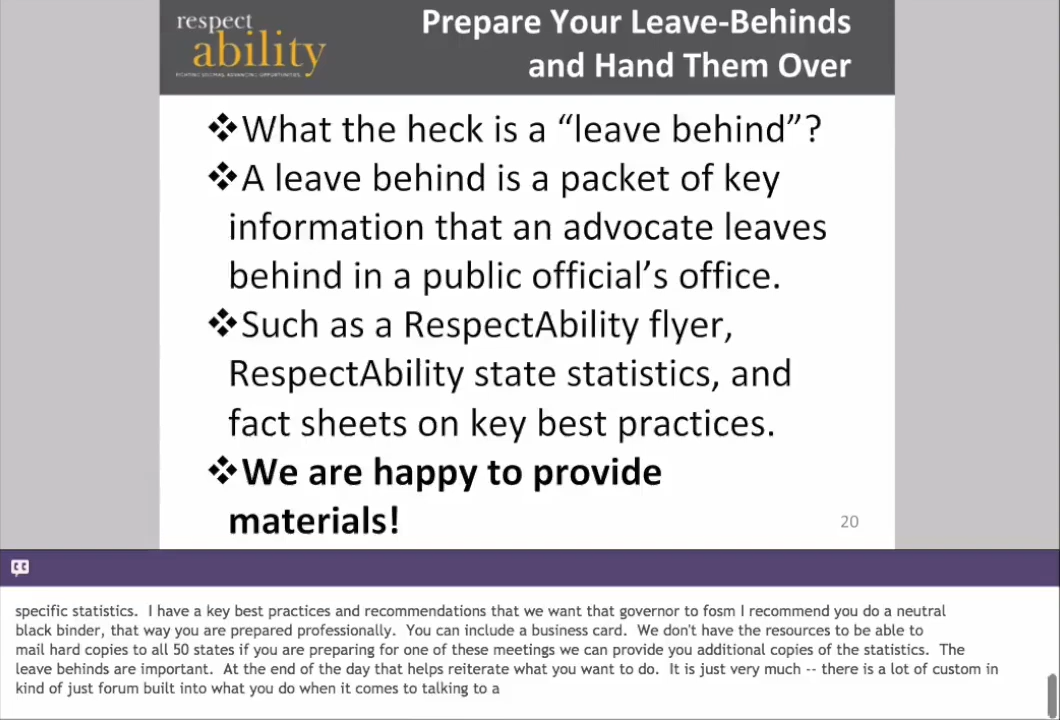 respect
ability
FIGHTING STIGMAS. ADVANCING OPPORTUNITIES.
Prepare Your Leave-Behinds
and Hand Them Over
❖What the heck is a “leave behind”?
❖A leave behind is a packet of key
information that an advocate leaves
behind in a public official’s office.
❖Such as a RespectAbility flyer,
RespectAbility state statistics, and
fact sheets on key best practices.
❖We are happy to provide
materials!
20
cc
specific statistics.  I have a key best practices and recommendations that we want that governor to fosm I recommend you do a neutral
black binder, that way you are prepared professionally.  You can include a business card.  We don't have the resources to be able to
mail hard copies to all 50 states if you are preparing for one of these meetings we can provide you additional copies of the statistics.  The
leave behinds are important.  At the end of the day that helps reiterate what you want to do.  It is just very much -- there is a lot of custom in
kind of just forum built into what you do when it comes to talking to a